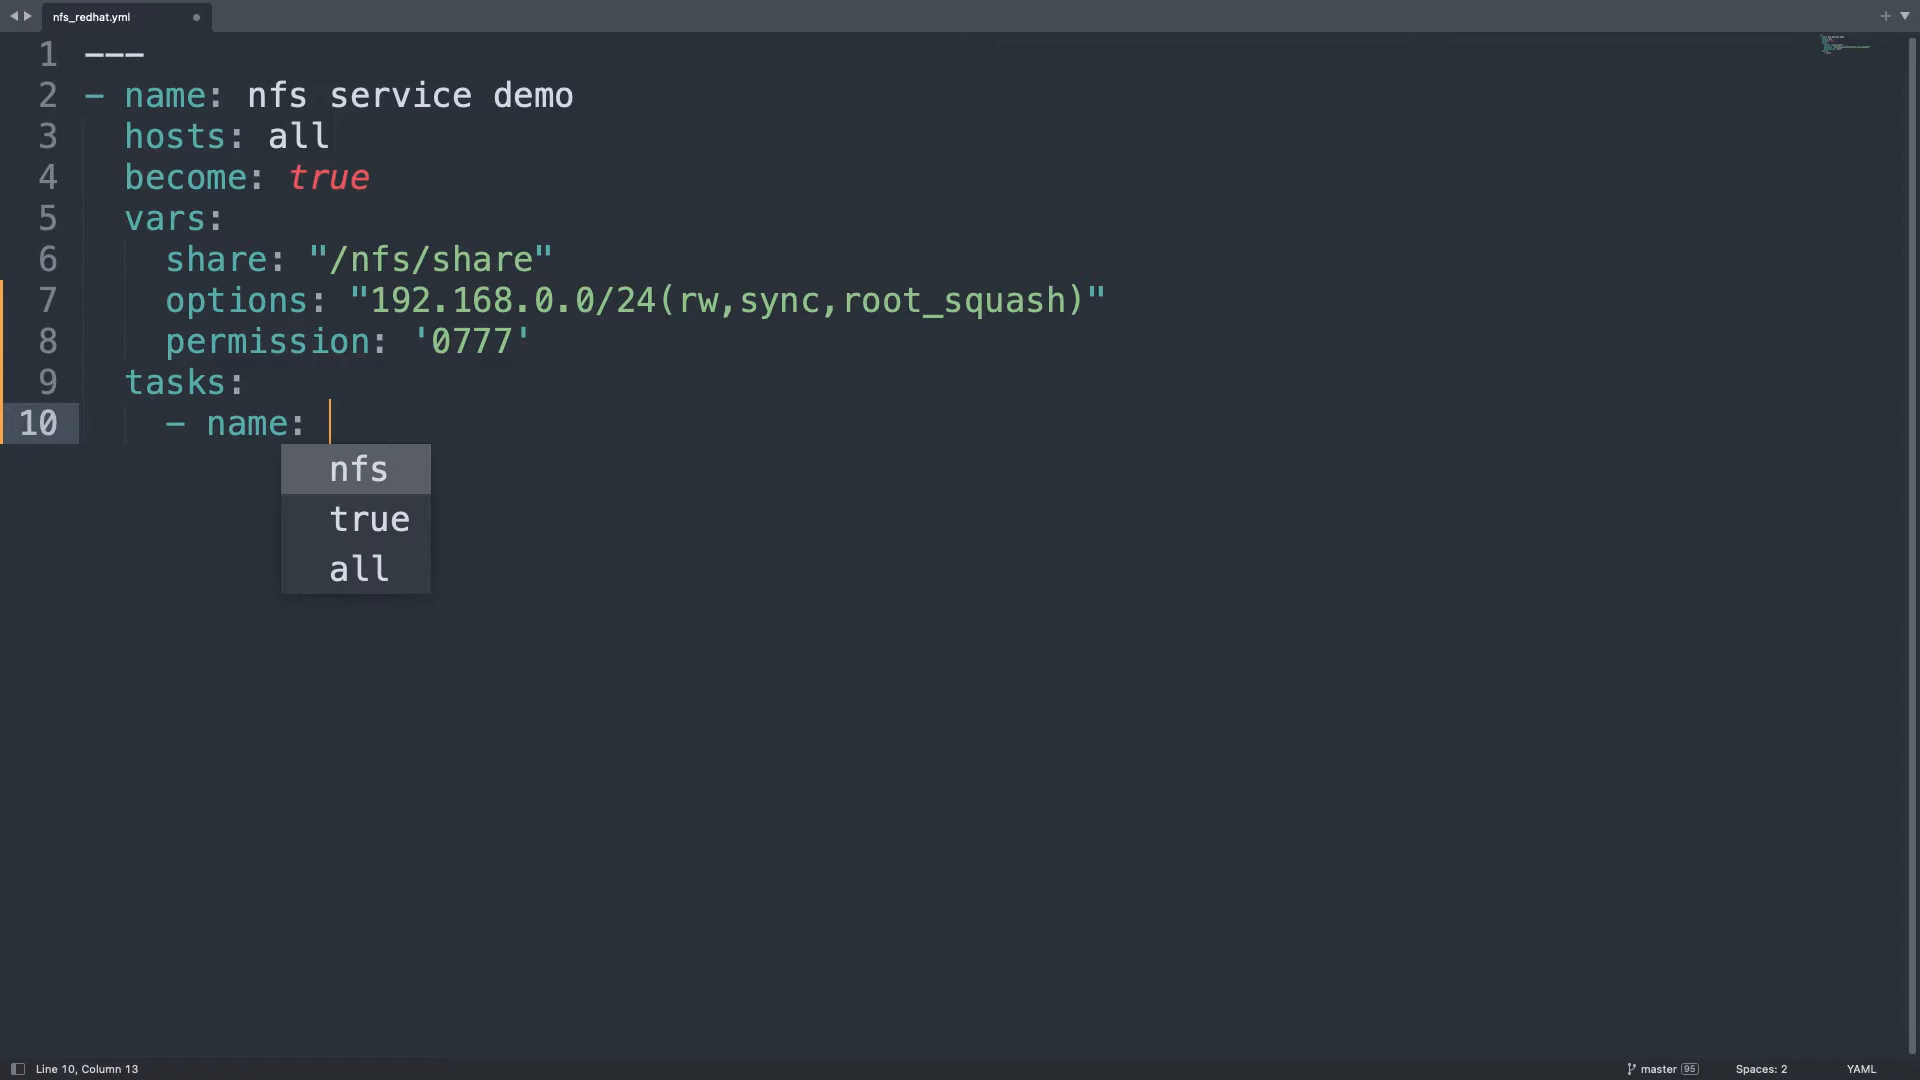 nfs_redhat.yml
1 ---
2 - name: nfs service demo
3 hosts: all
4 become: true
5 vars:
6 share: "/nfs/share"
7 options: "192.168.0.0/24(rw,sync,root_squash)"
8 permission: '0777'
9 tasks:
10 - name:
nfs
true
all
Line 10, Column 13
master 95
Spaces: 2
YAML